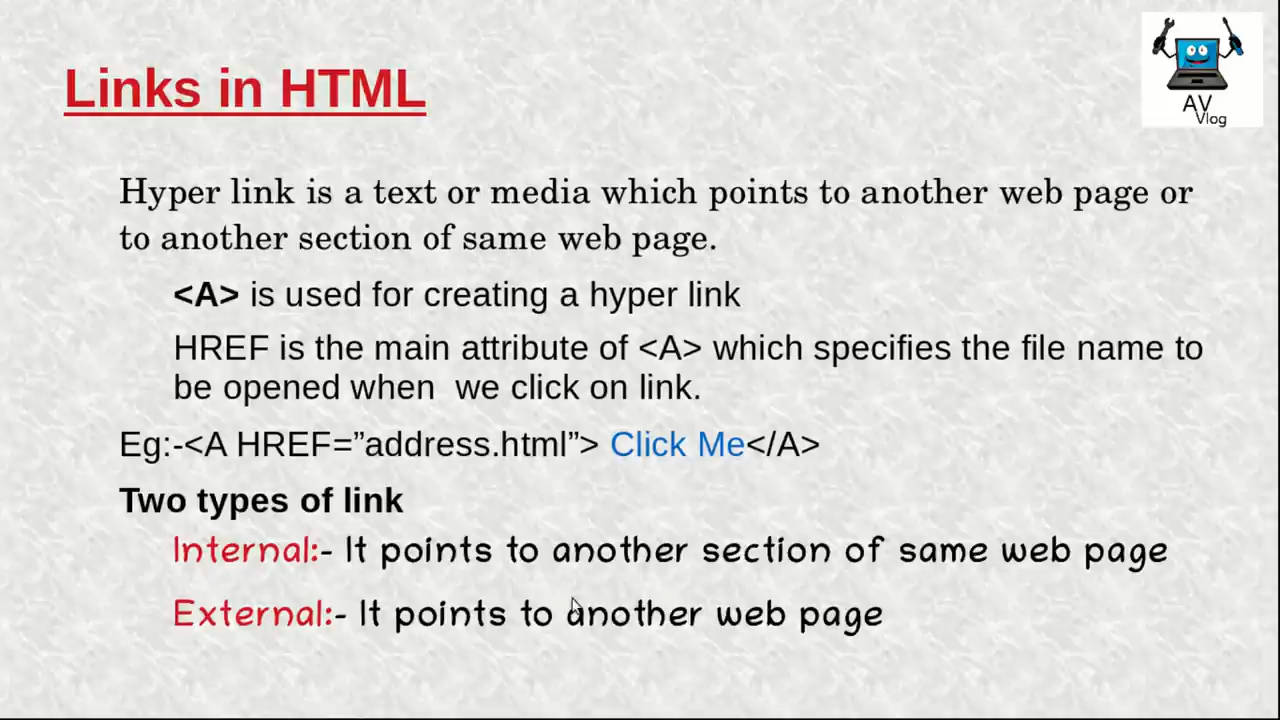 Links in HTML
AV
Vlog
Hyper link is a text or media which points to another web page or
to another section of same web page.
<A> is used for creating a hyper link
HREF is the main attribute of <A> which specifies the file name to
be opened when  we click on link.
Eg:-<A HREF=”address.html”> Click Me</A>
Two types of link
Internal:- It points to another section of same web page
External:- It points to another web page